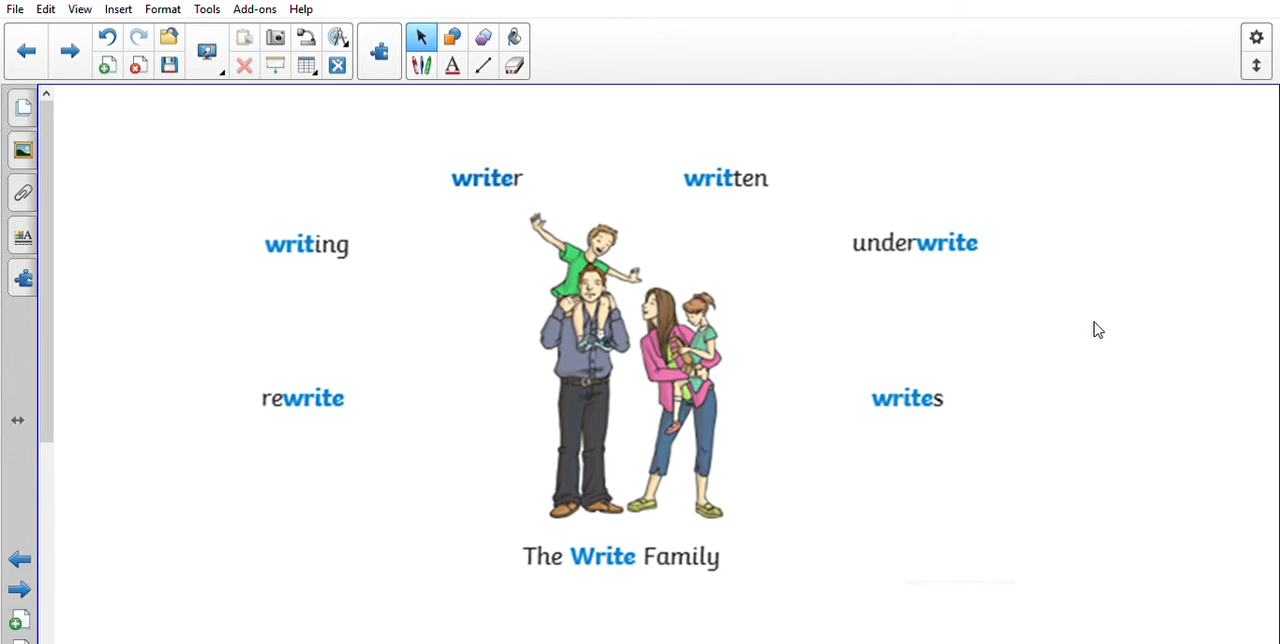 File Edit View Insert Format Tools Add-ons Help
writer written
writing underwrite
rewrite writes
The Write Family